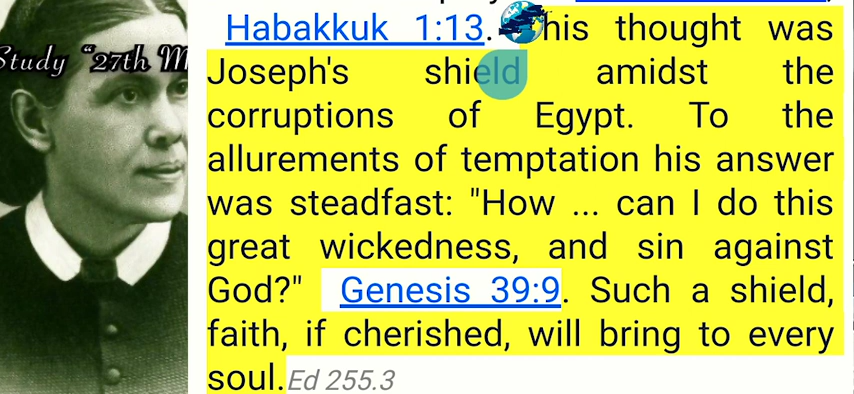 Habakkuk 1:13. his thought was
Study "27th M
Joseph's shield amidst the
corruptions of Egypt. To the
allurements of temptation his answer
was steadfast: "How ... can I do this
great wickedness, and sin against
God?" Genesis 39:9. Such a shield,
faith, if cherished, will bring to every
soul. Ed 255.3